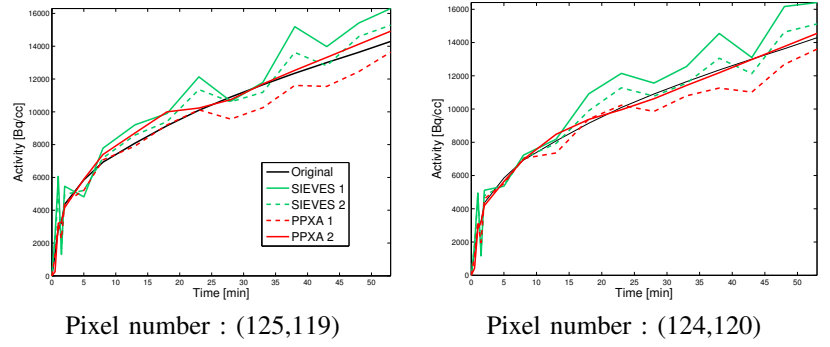 16000
14000
12000
10000
8000
6000
4000
2000
0
Activity [Bq/cc]
0 5 10 15 20 25 30 35 40 45 50
Time [min]
Original
SIEVES 1
SIEVES 2
PPXA 1
PPXA 2
Pixel number : (125,119)
16000
14000
12000
10000
8000
6000
4000
2000
0
Activity [Bq/cc]
0 5 10 15 20 25 30 35 40 45 50
Time [min]
Pixel number : (124,120)